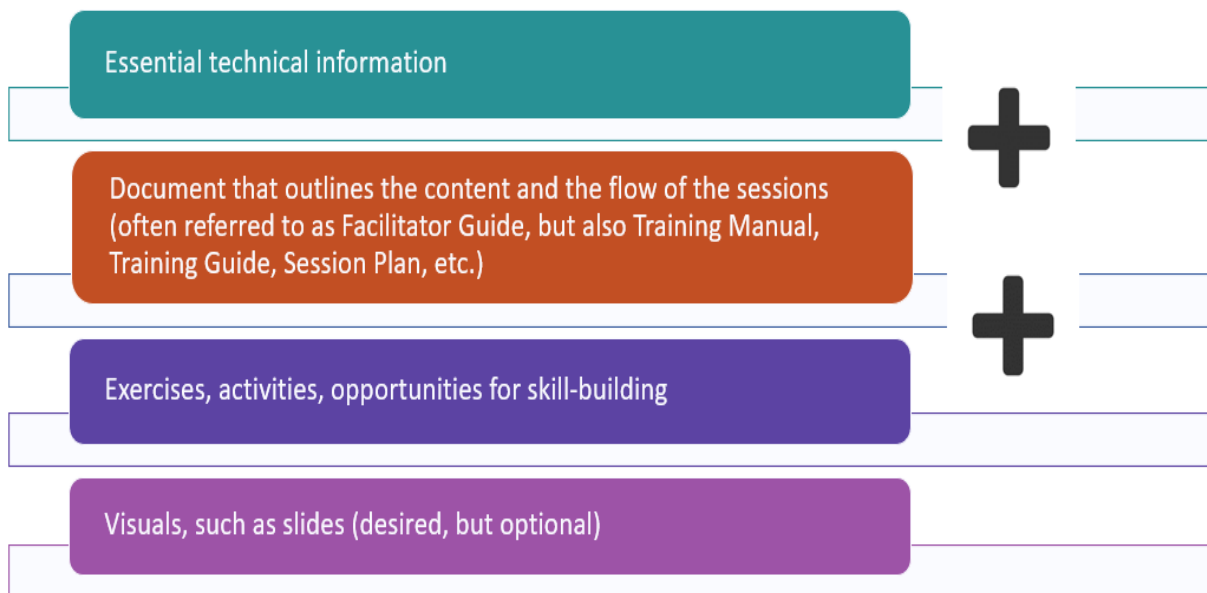 Essential technical information
Document that outlines the content and the flow of the sessions
(often referred to as Facilitator Guide, but also Training Manual,
Training Guide, Session Plan, etc.)
Exercises, activities, opportunities for skill-building
Visuals, such as slides (desired, but optional)